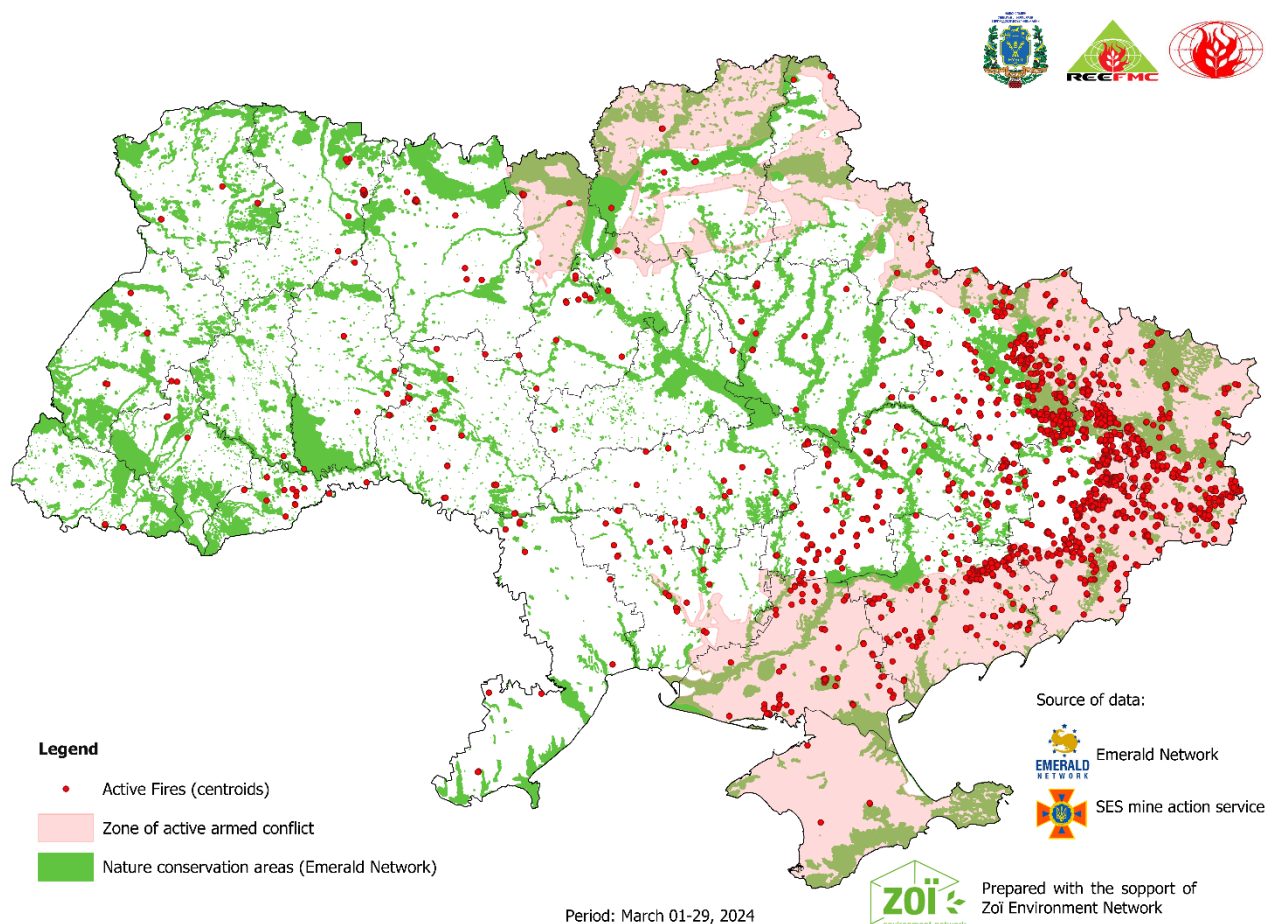 REEFMC
Source of data:
EMERALD
NETWORK
Emerald Network
SES mine action service
Legend
Active Fires (centroids)
Zone of active armed conflict
Nature conservation areas (Emerald Network)
zoï
environment network
Prepared with the sopport of
Zoï Environment Network
Period: March 01-29, 2024